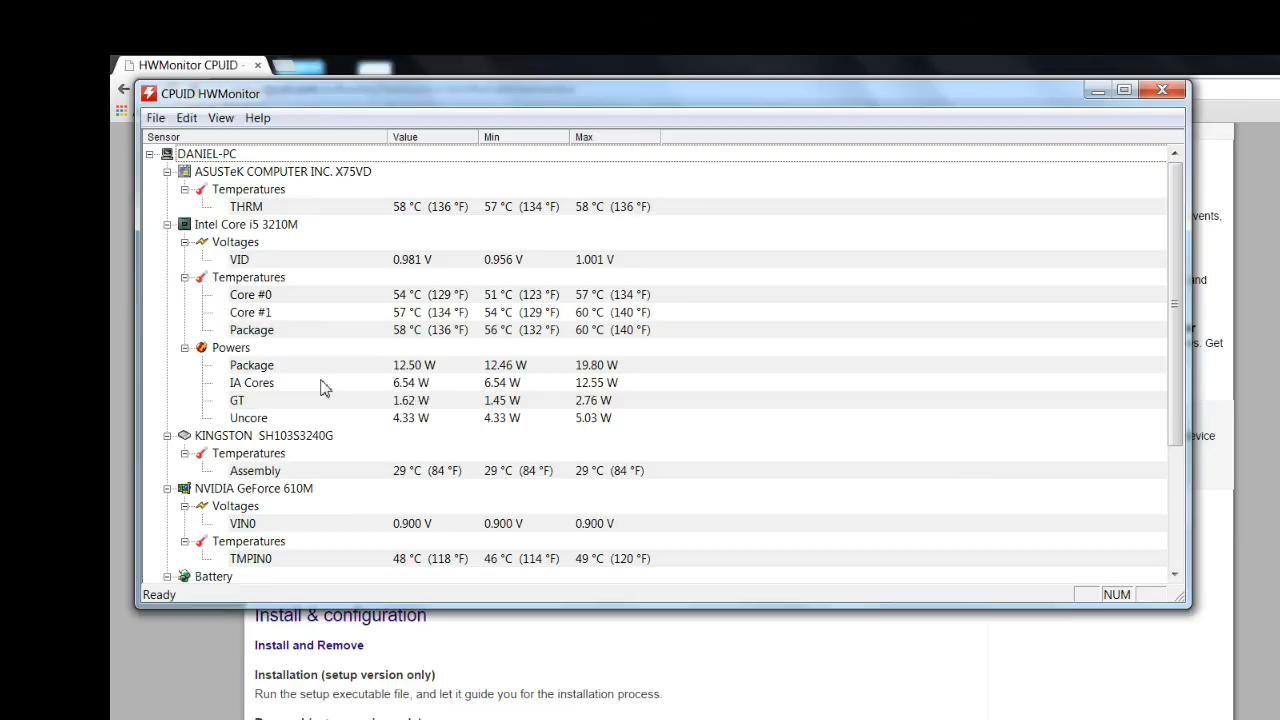 HWMonitor CPUID -
CPUID HWMonitor
File Edit View Help
Sensor Value Min Max
DANIEL-PC
ASUSTeK COMPUTER INC. X75VD
Temperatures
THRM 58 °C (136 °F) 57 °C (134 °F) 58 °C (136 °F)
Intel Core i5 3210M
Voltages
VID 0.981 V 0.956 V 1.001 V
Temperatures
Core #0 54 °C (129 °F) 51 °C (123 °F) 57 °C (134 °F)
Core #1 57 °C (134 °F) 54 °C (129 °F) 60 °C (140 °F)
Package 58 °C (136 °F) 56 °C (132 °F) 60 °C (140 °F)
Powers
Package 12.50 W 12.46 W 19.80 W
IA Cores 6.54 W 6.54 W 12.55 W
GT 1.62 W 1.45 W 2.76 W
Uncore 4.33 W 4.33 W 5.03 W
KINGSTON SH103S3240G
Temperatures
Assembly 29 °C (84 °F) 29 °C (84 °F) 29 °C (84 °F)
NVIDIA GeForce 610M
Voltages
VIN0 0.900 V 0.900 V 0.900 V
Temperatures
TMPIN0 48 °C (118 °F) 46 °C (114 °F) 49 °C (120 °F)
Battery
Ready NUM
vents,
and
r
s. Get
evice
Install & configuration
Install and Remove
Installation (setup version only)
Run the setup executable file, and let it guide you for the installation process.